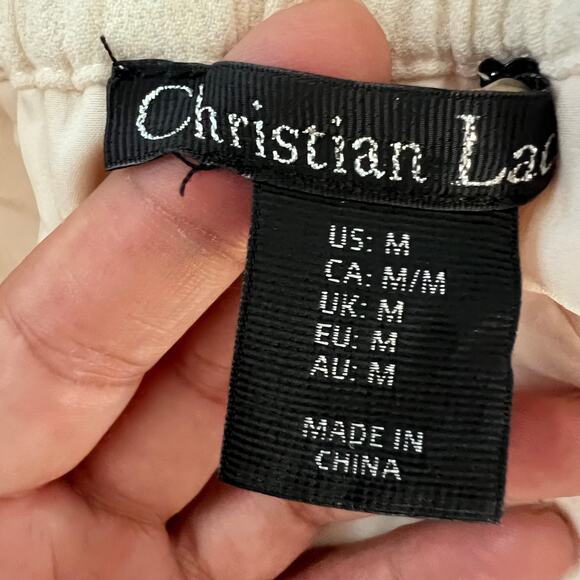 Christian Lac
US: M
CA: M/M
UK: M
EU: M
AU: M
MADE IN
CHINA